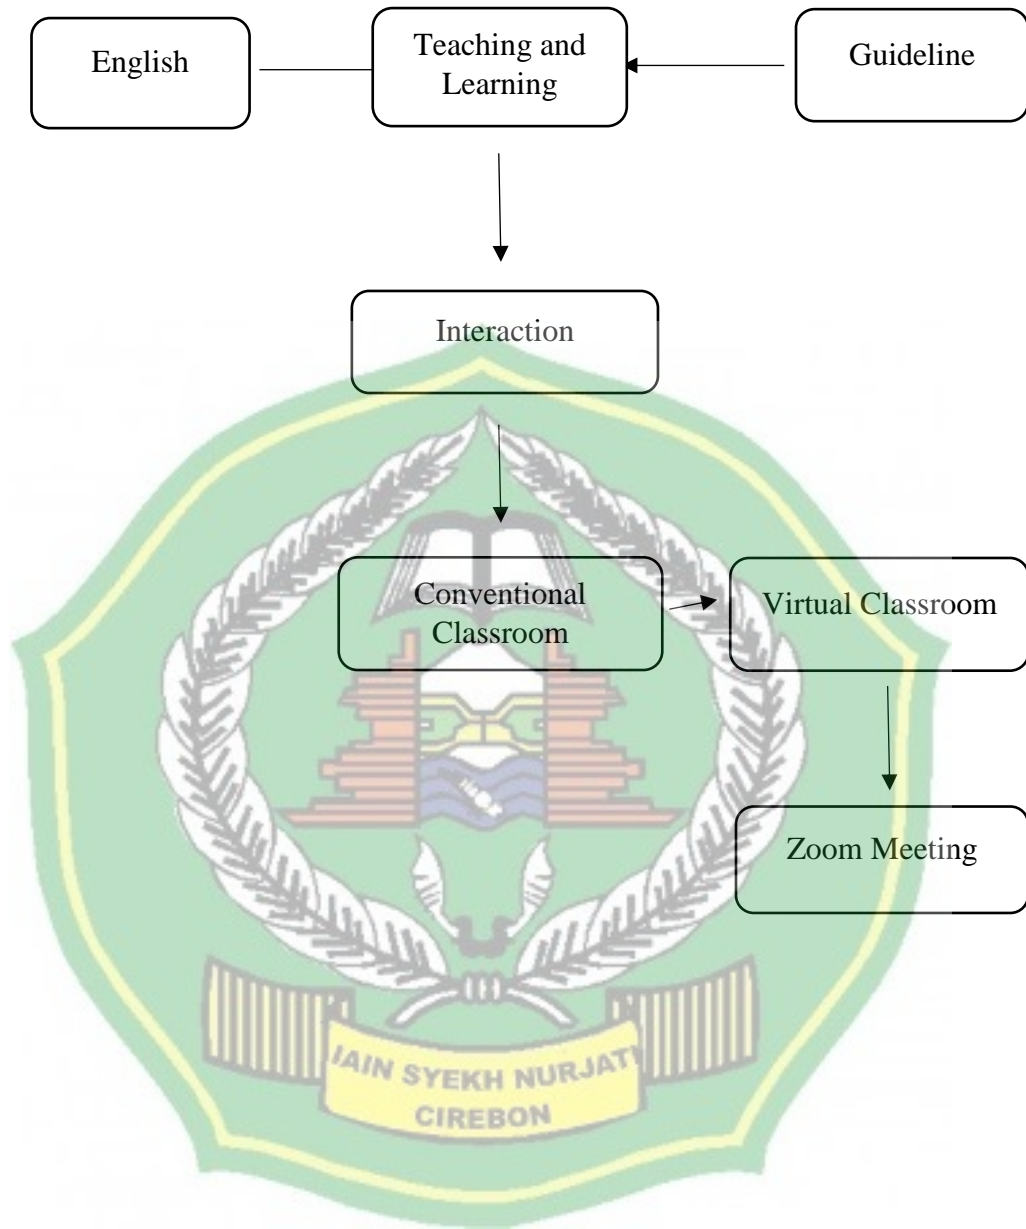 English
Teaching and
Learning
Guideline
Interaction
Conventional
Classroom
Virtual Classroom
Zoom Meeting
IAIN SYEKH NURJATI
CIREBON